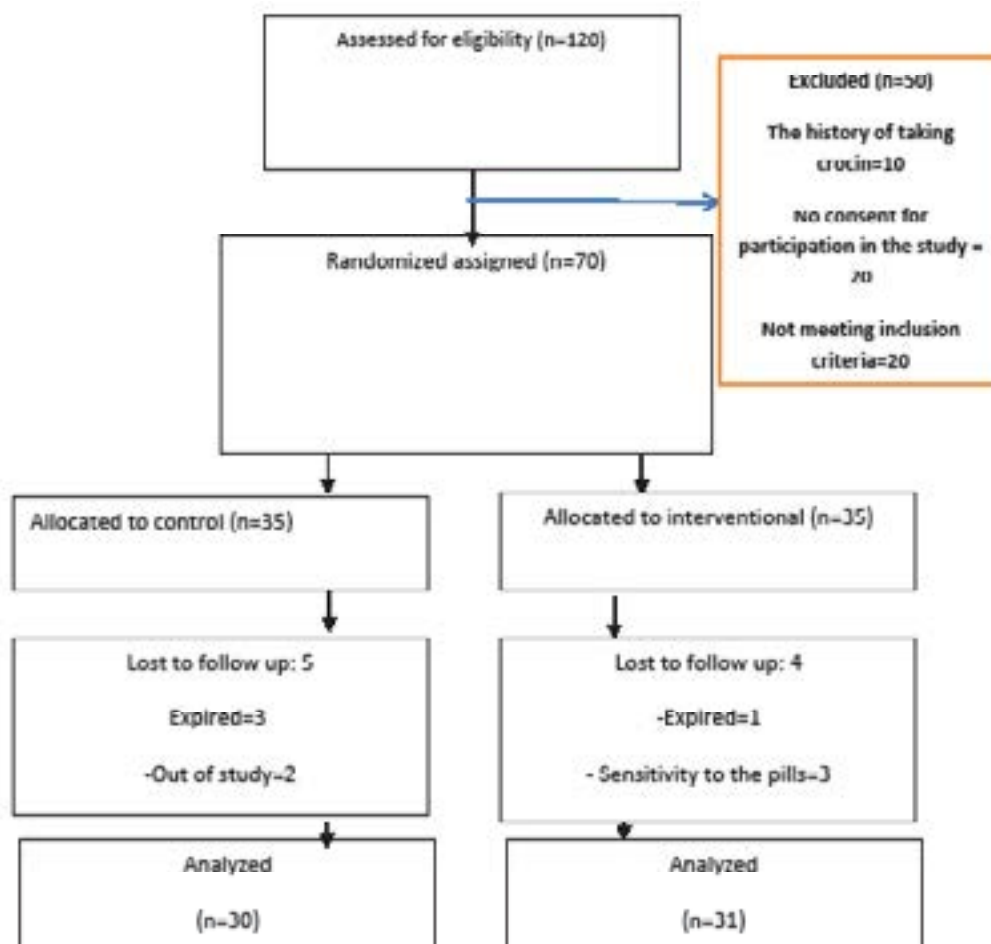 Assessed for eligibility (n=120)
Excluded (n=50)
The history of taking
crocin=10
No consent for
participation in the study =
20
Not meeting inclusion
criteria=20
Randomized assigned (n=70)
Allocated to control (n=35)
Allocated to interventional (n=35)
Lost to follow up: 5
Expired=3
-Out of study=2
Lost to follow up: 4
-Expired=1
- Sensitivity to the pills=3
Analyzed
(n=30)
Analyzed
(n=31)